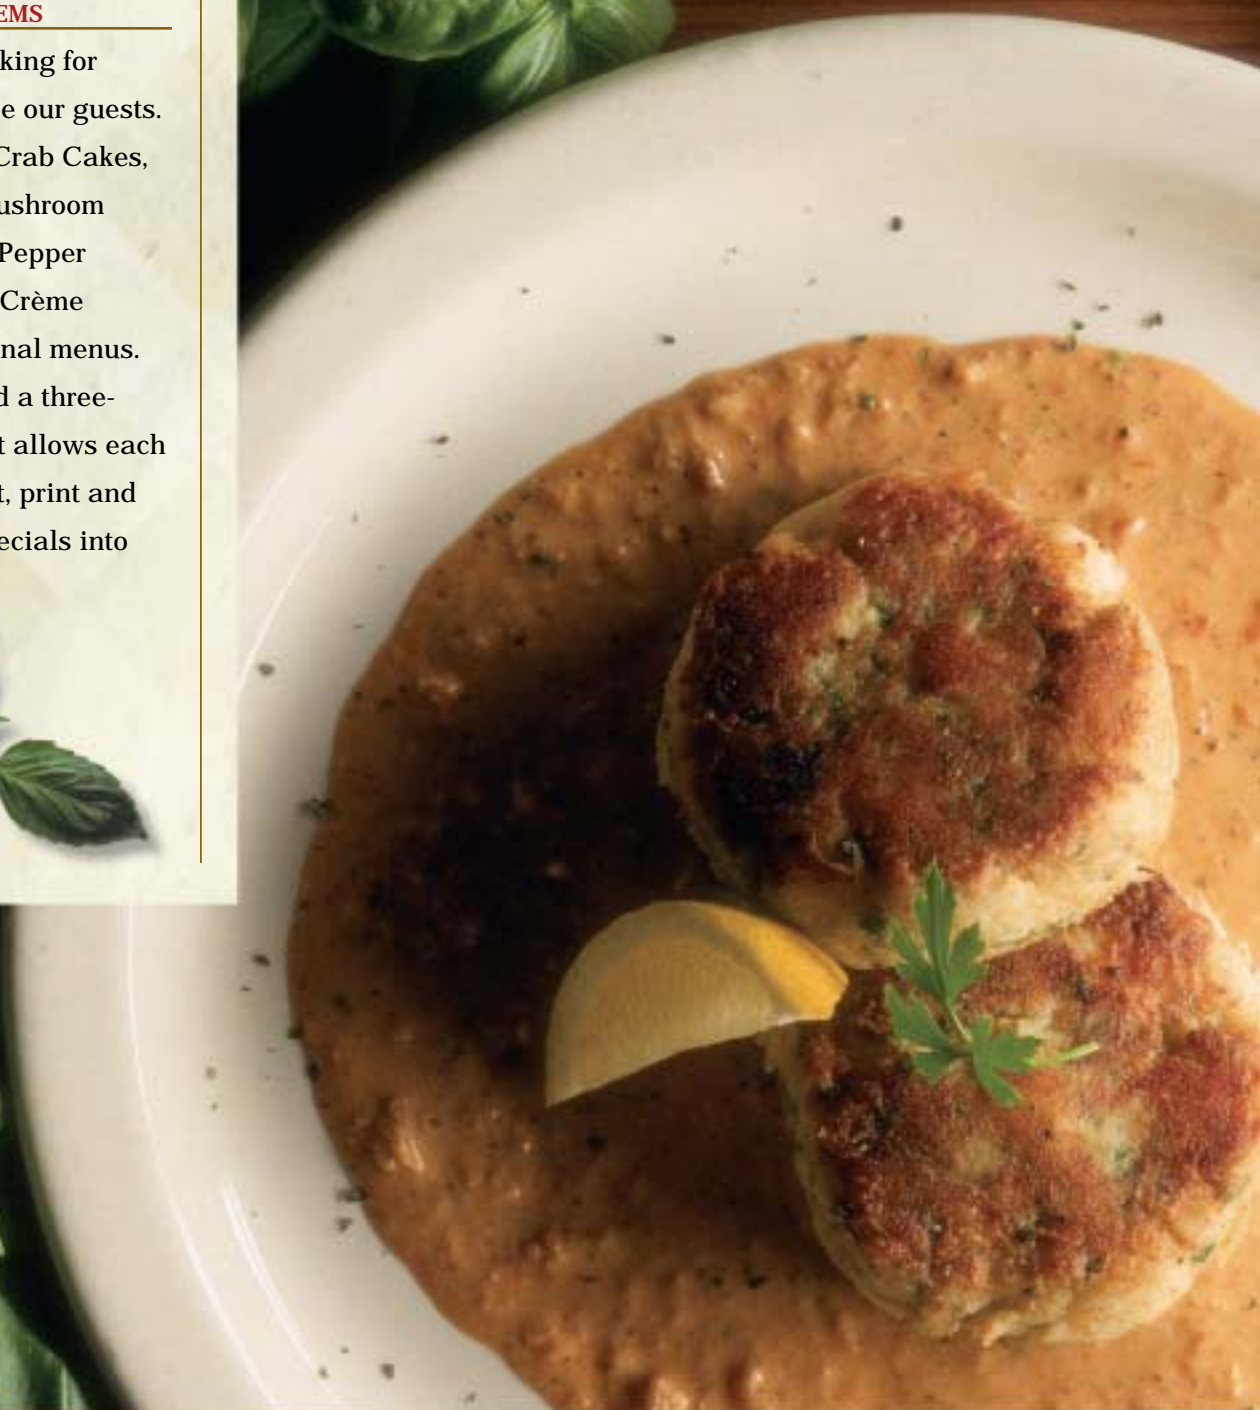 EMS
king for
e our guests.
Crab Cakes,
ushroom
Pepper
Crème
nal menus.
d a three-
t allows each
t, print and
ecials into